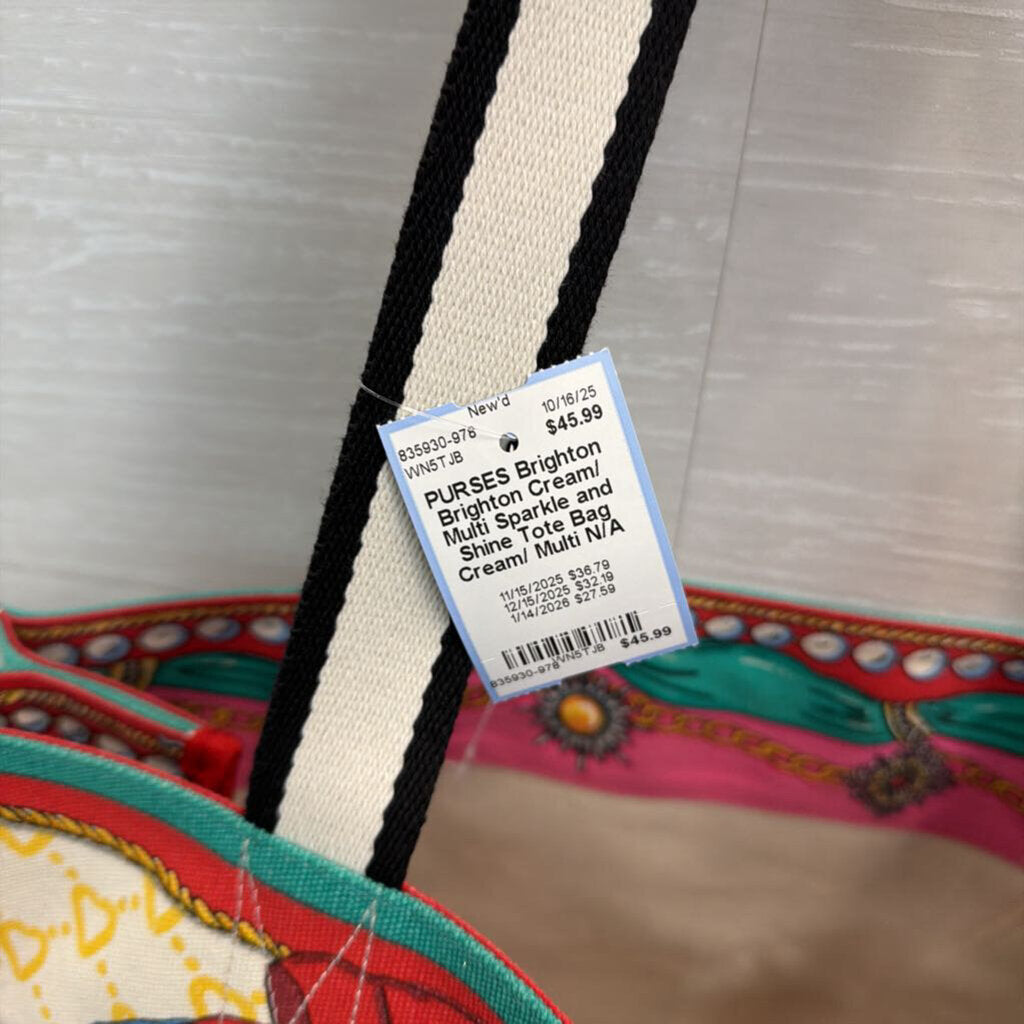 New'd
10/16/25
835930-978
$45.99
WN5TJB
PURSES Brighton
Brighton Cream/
Multi Sparkle and
Shine Tote Bag
Cream/ Multi N/A
11/15/2025 $36.79
12/15/2025 $32.19
1/14/2026 $27.59
835930-978 WN5TJB $45.99